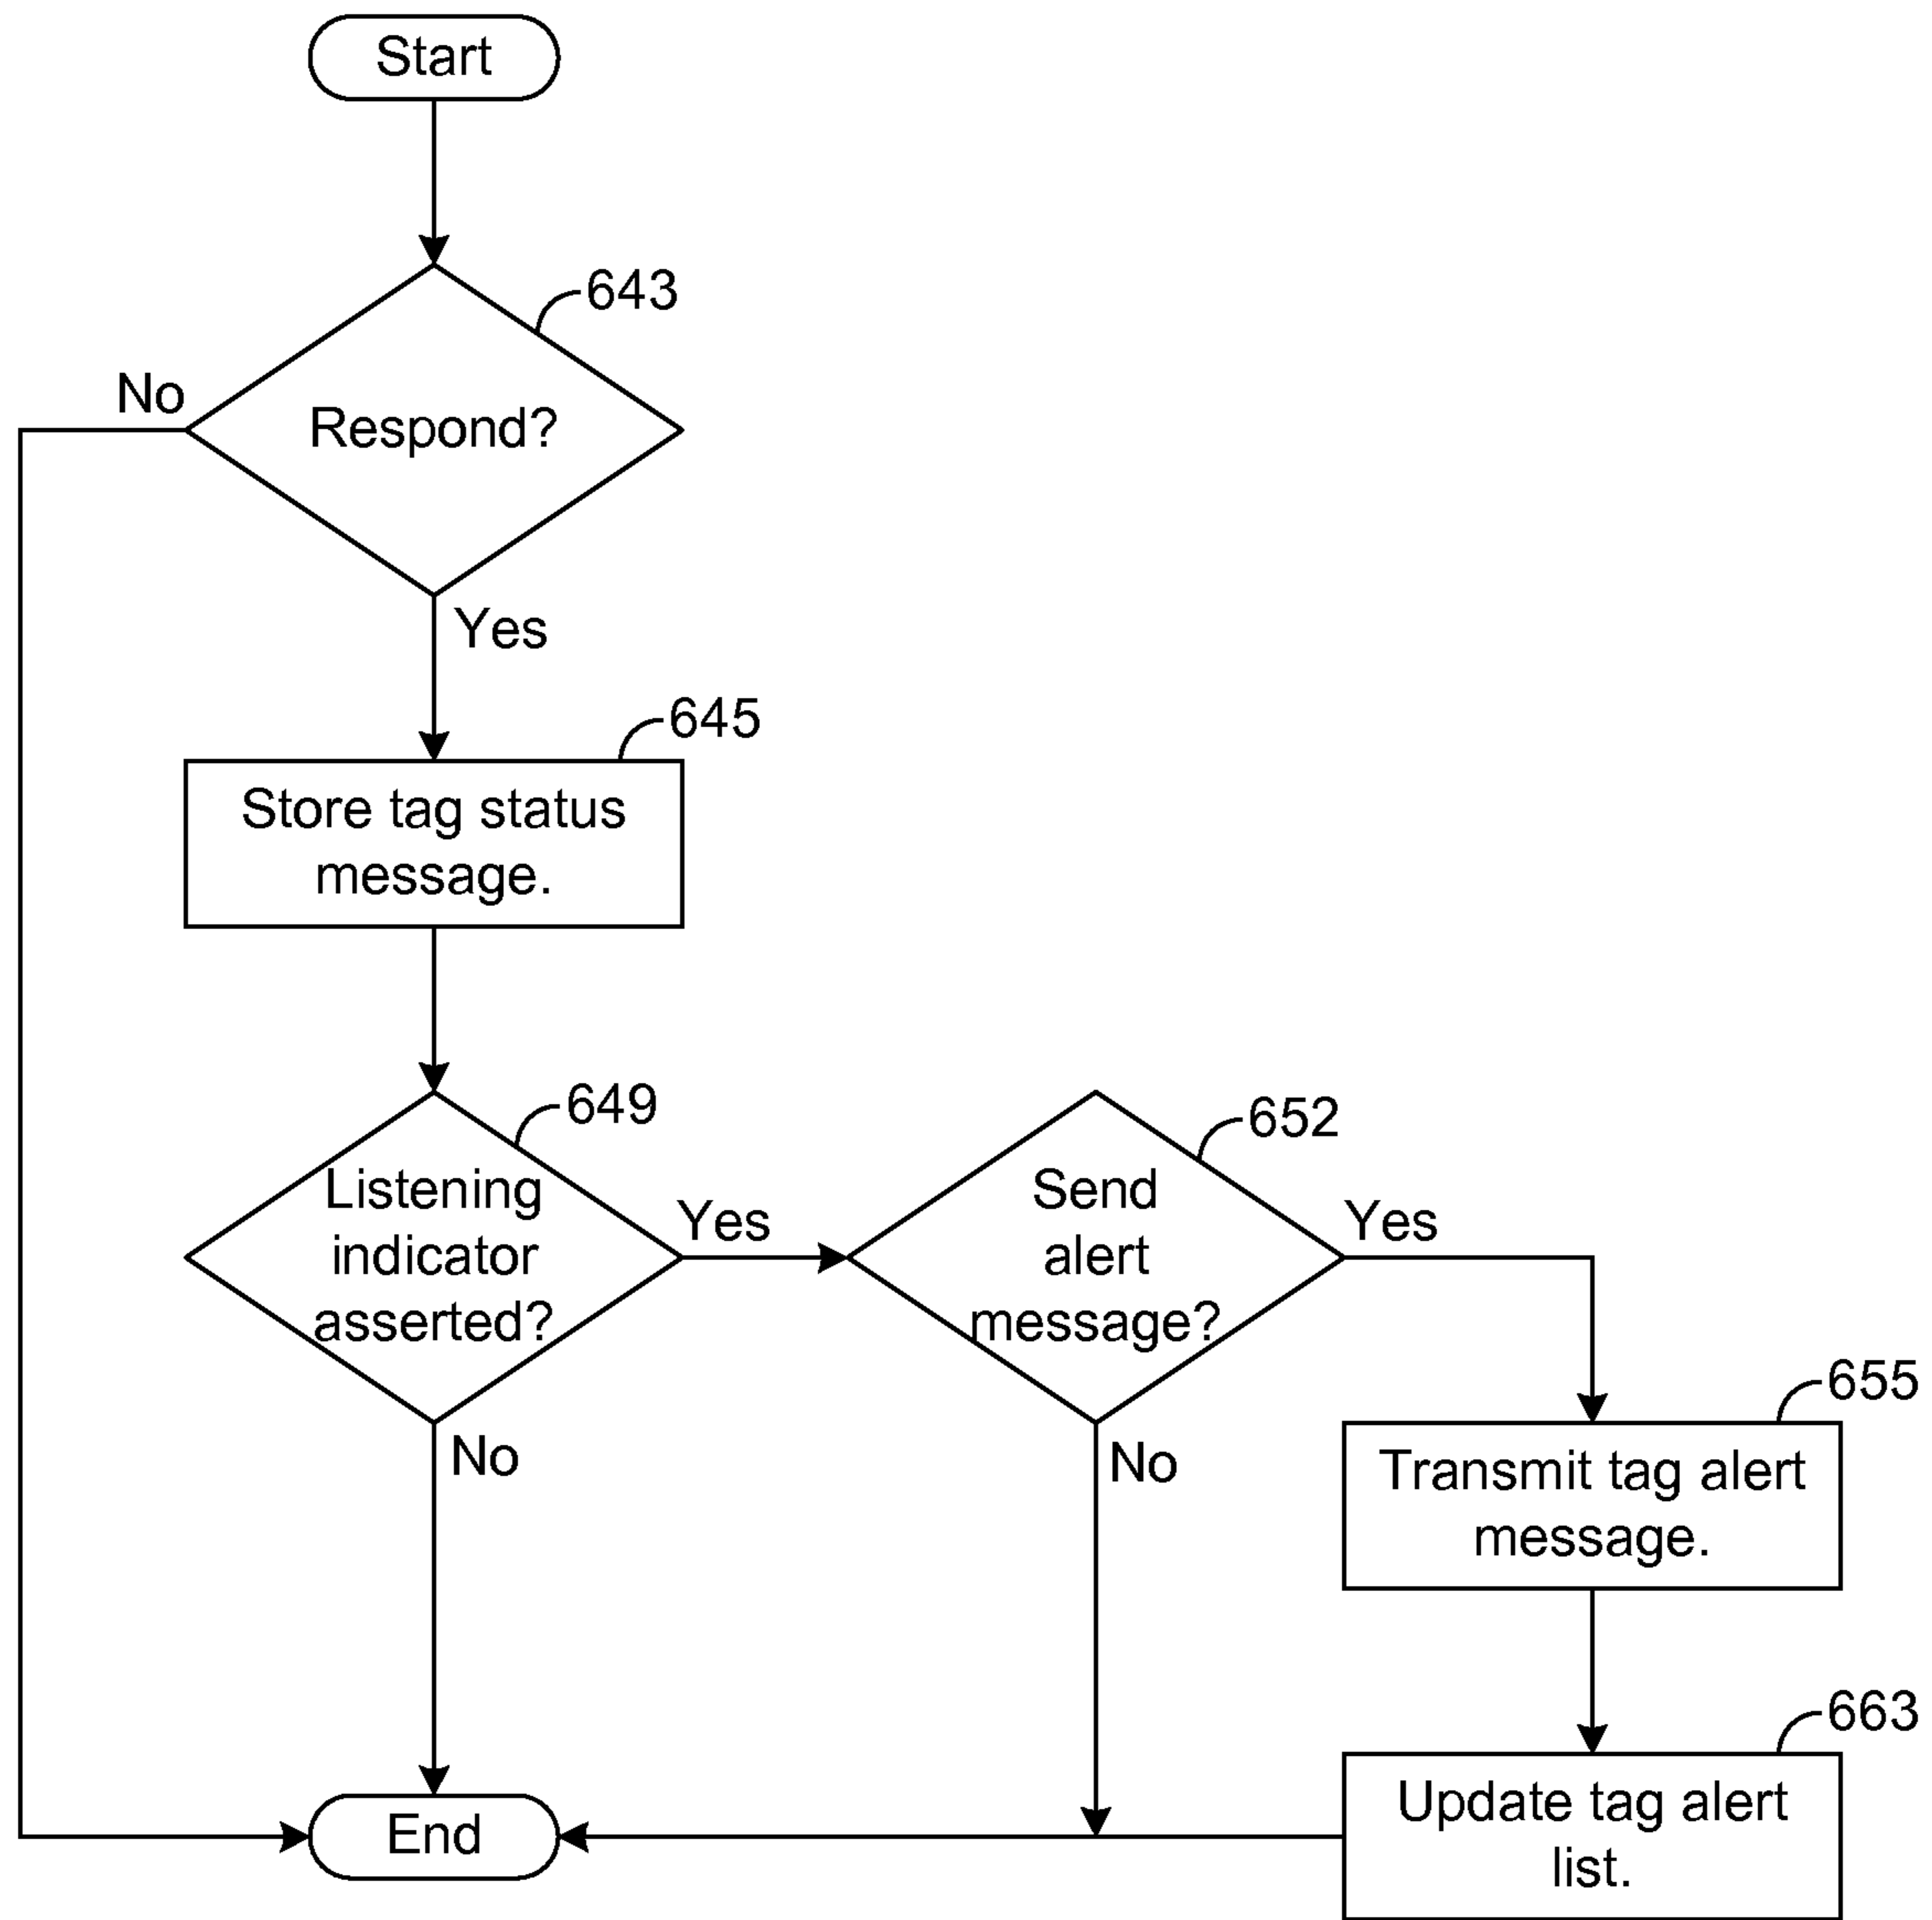 Start
643
No
Respond?
Yes
645
Store tag status
message.
649
652
Listening
indicator
asserted?
Yes
Send
alert
message?
Yes
655
No
No
Transmit tag alert
message.
663
Update tag alert
list.
End